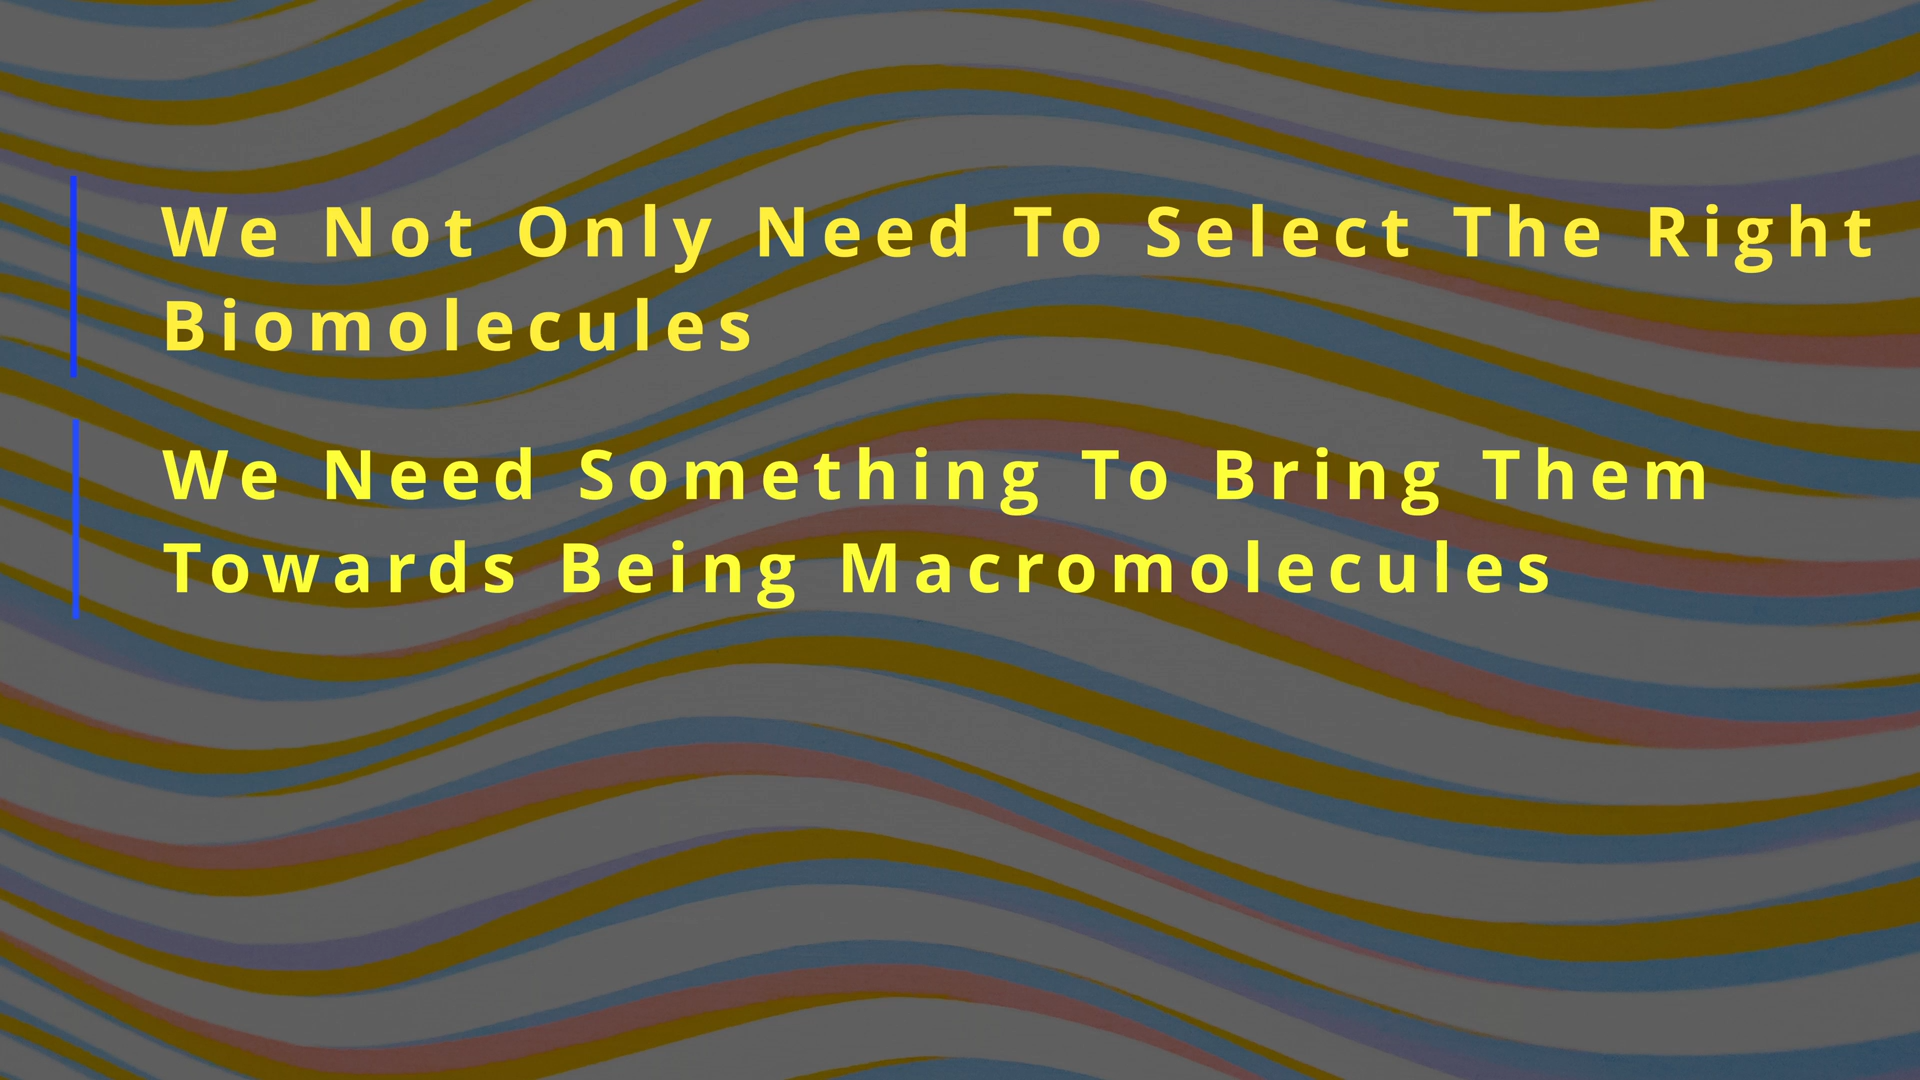 We Not Only Need To Select The Right
Biomolecules
We Need Something To Bring Them
Towards Being Macromolecules